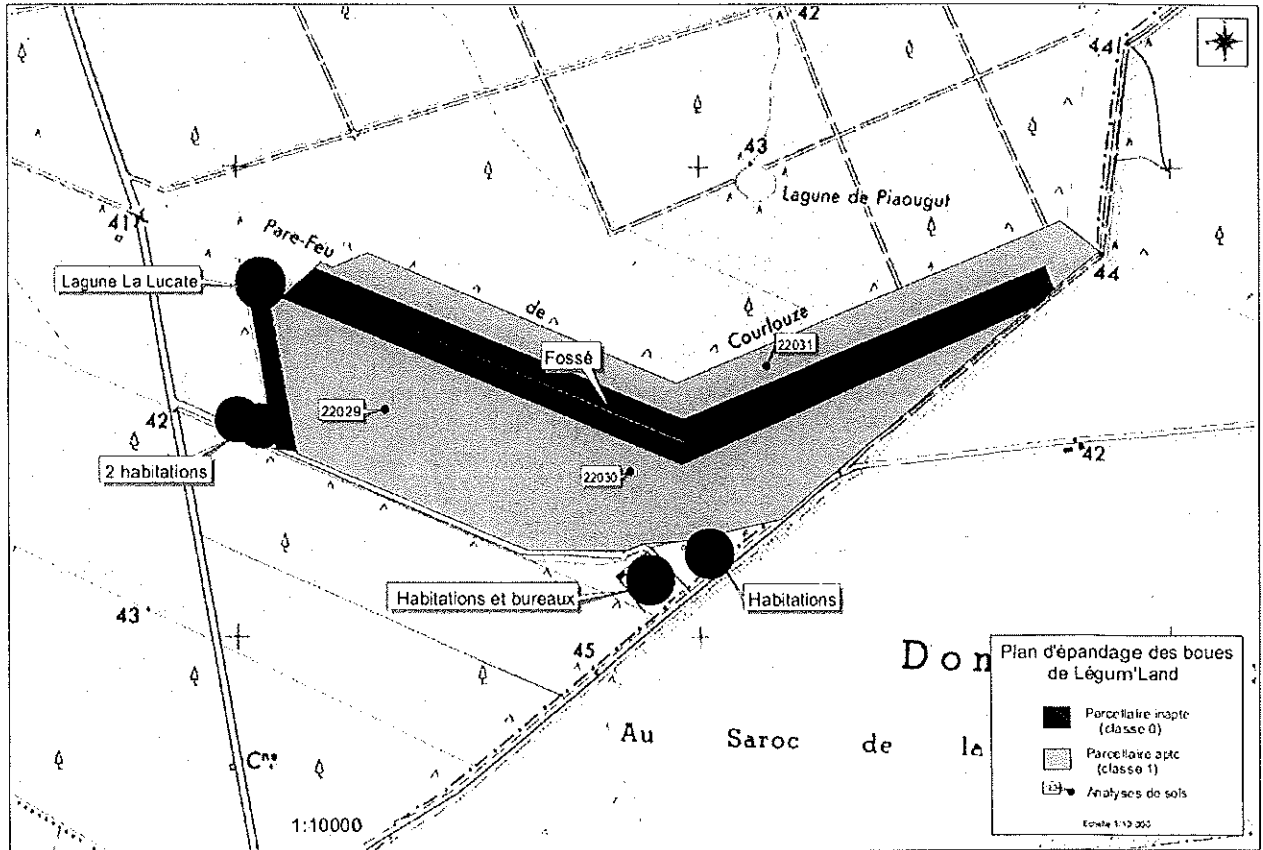 42
44
43
Lagune de Piaougut
41
Pare-Feu
Lagune La Lucate
44
de
Courlouze
22031
Fossé
22029
42
42
2 habitations
22030
Habitations et bureaux
Habitations
43
45
Don
Plan d'épandage des boues
de Légum'Land
Parcellaire inapte
(classe 0)
Au Saroc de la
Parcellaire apte
(classe 1)
Cne
Analyses de sols
1:10000